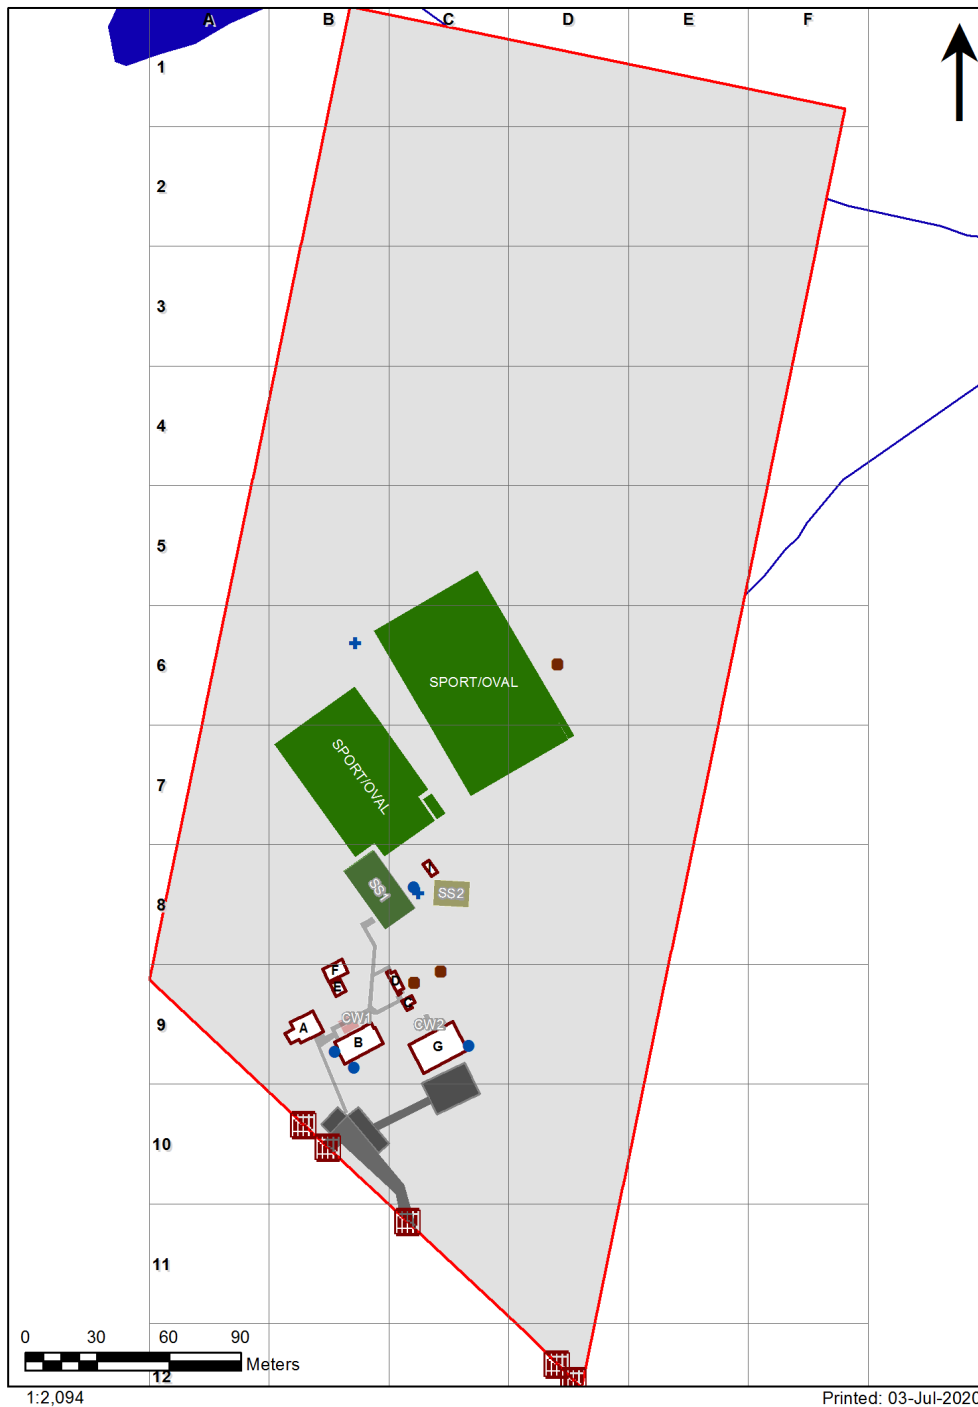 A B C D E F
1
2
3
4
5
6
SPORT/OVAL
7
SPORT/OVAL
8
SS1
SS2
9
F
E
D
C
A
CW1
B
CW2
G
10
11
12
0 30 60 90
Meters
1:2,094
Printed: 03-Jul-2020